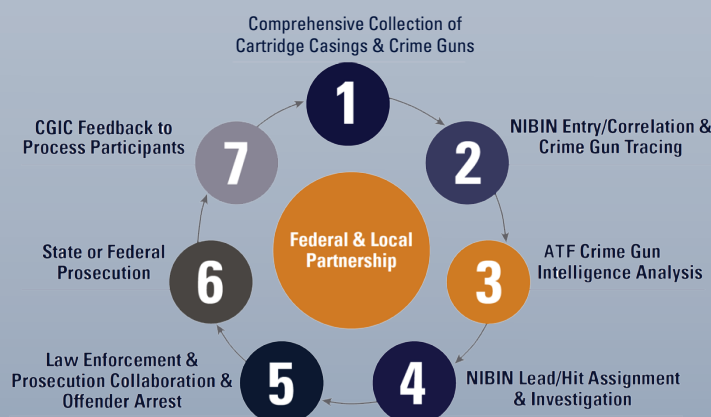 Comprehensive Collection of
Cartridge Casings & Crime Guns
1
NIBIN Entry/Correlation &
Crime Gun Tracing
2
ATF Crime Gun
Intelligence Analysis
3
NIBIN Lead/Hit Assignment
& Investigation
4
Law Enforcement &
Prosecution Collaboration &
Offender Arrest
5
State or Federal
Prosecution
6
CGIC Feedback to
Process Participants
7
Federal & Local
Partnership